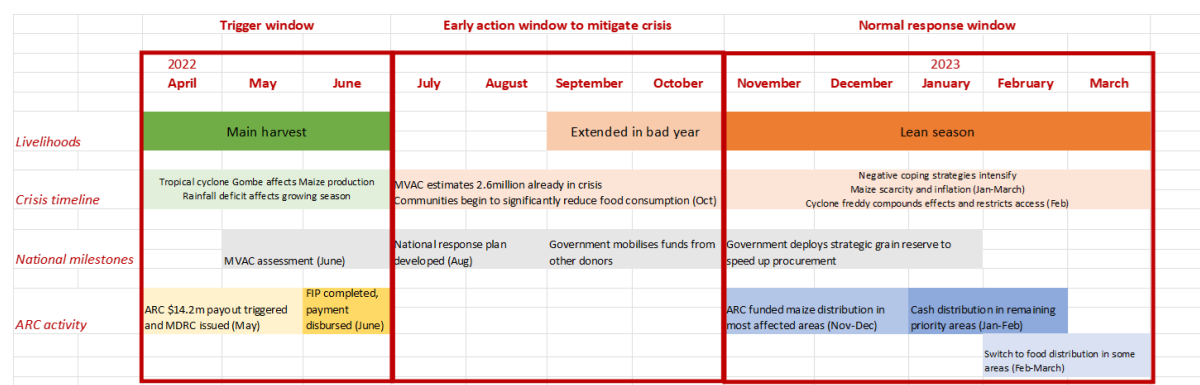 Trigger window
Early action window to mitigate crisis
Normal response window
2022
2023
April
May
June
July
August
September
October
November
December
January
February
March
Livelihoods
Main harvest
Extended in bad year
Lean season
Crisis timeline
Tropical cyclone Gombe affects Maize production
Rainfall deficit affects growing season
MVAC estimates 2.6million already in crisis
Communities begin to significantly reduce food consumption (Oct)
Negative coping strategies intensify
Maize scarcity and inflation (Jan-March)
Cyclone freddy compounds effects and restricts access (Feb)
National milestones
MVAC assessment (June)
National response plan
developed (Aug)
Government mobilises funds from
other donors
Government deploys strategic grain reserve to
speed up procurement
ARC activity
ARC $14.2m payout triggered
and MDRC issued (May)
FIP completed,
payment
disbursed (June)
ARC funded maize distribution in
most affected areas (Nov-Dec)
Cash distribution in remaining
priority areas (Jan-Feb)
Switch to food distribution in some
areas (Feb-March)